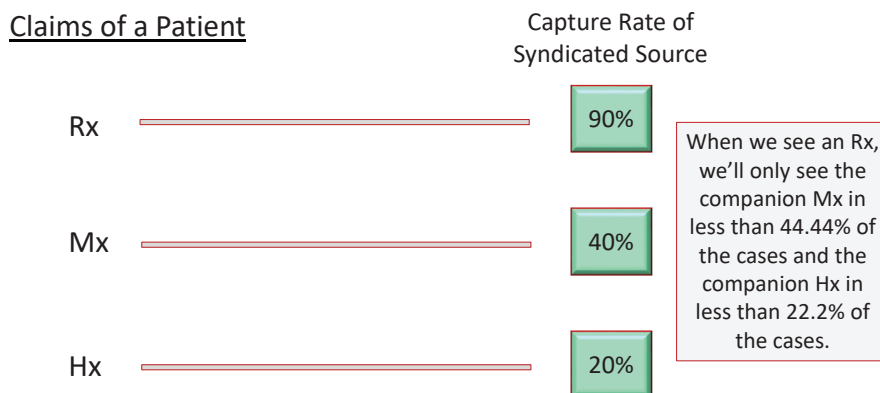 Claims of a Patient
Capture Rate of
Syndicated Source
Rx
90%
Mx
40%
Hx
20%
When we see an Rx,
we’ll only see the
companion Mx in
less than 44.44% of
the cases and the
companion Hx in
less than 22.2% of
the cases.